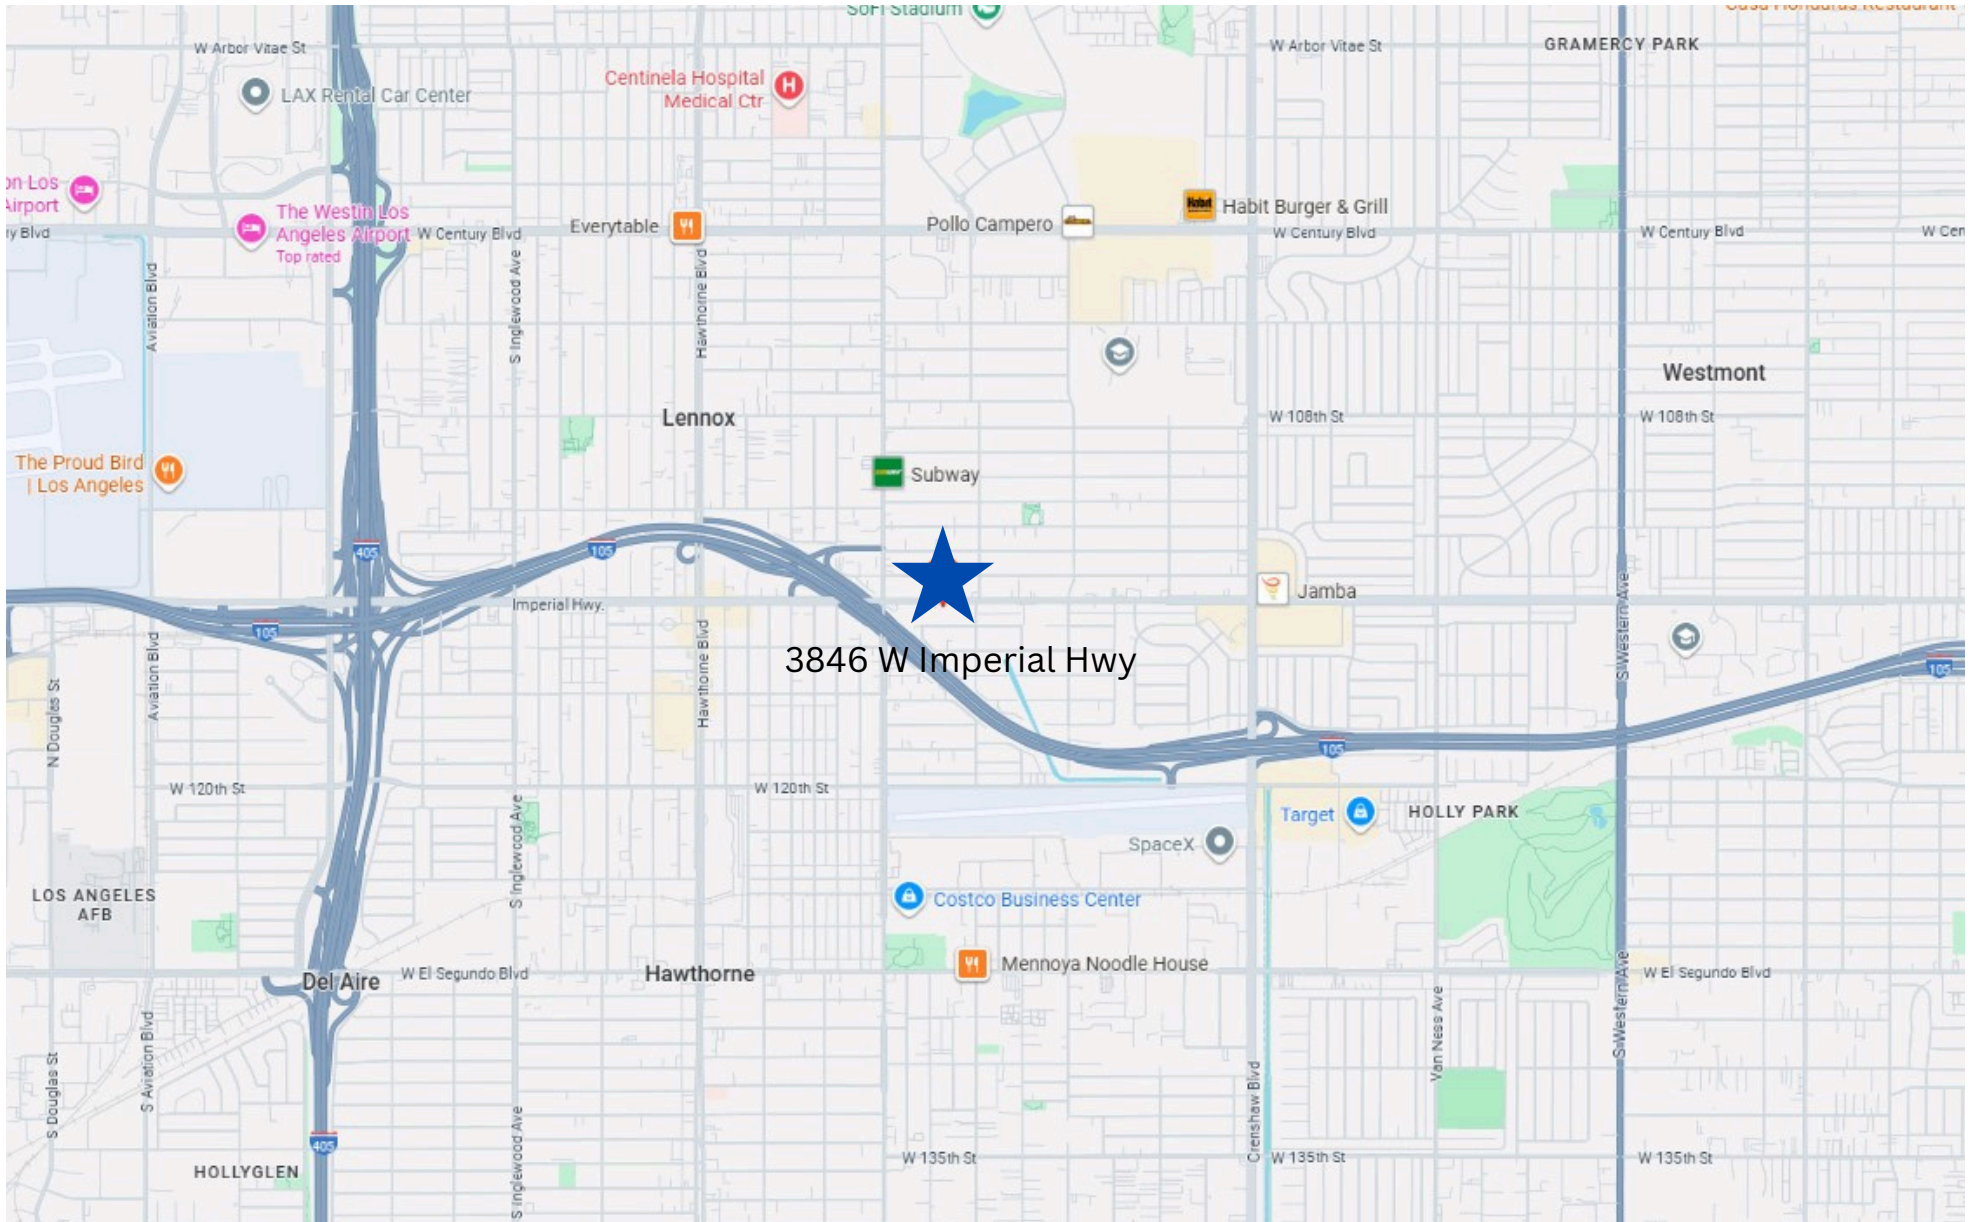 SoFi Stadium
W Arbor Vitae St
W Arbor Vitae St
GRAMERCY PARK
Centinela Hospital
Medical Ctr
LAX Rental Car Center
on Los
Airport
The Westin Los
Angeles Airport
Top rated
ry Blvd
W Century Blvd
Everytable
Pollo Campero
Habit
Habit Burger & Grill
W Century Blvd
W Century Blvd
W Cen
Aviation Blvd
S Inglewood Ave
Hawthorne Blvd
Westmont
Lennox
W 108th St
W 108th St
The Proud Bird
| Los Angeles
Subway
405
105
Imperial Hwy.
Jamba
S Western Ave
105
3846 W Imperial Hwy
105
N Douglas St
Aviation Blvd
Hawthorne Blvd
105
W 120th St
W 120th St
Target
HOLLY PARK
SpaceX
S Inglewood Ave
LOS ANGELES
AFB
Costco Business Center
Mennoya Noodle House
Del Aire
W El Segundo Blvd
Hawthorne
W El Segundo Blvd
S Western Ave
Van Ness Ave
S Douglas St
S Aviation Blvd
Crenshaw Blvd
405
S Inglewood Ave
HOLLYGLEN
W 135th St
W 135th St
W 135th St